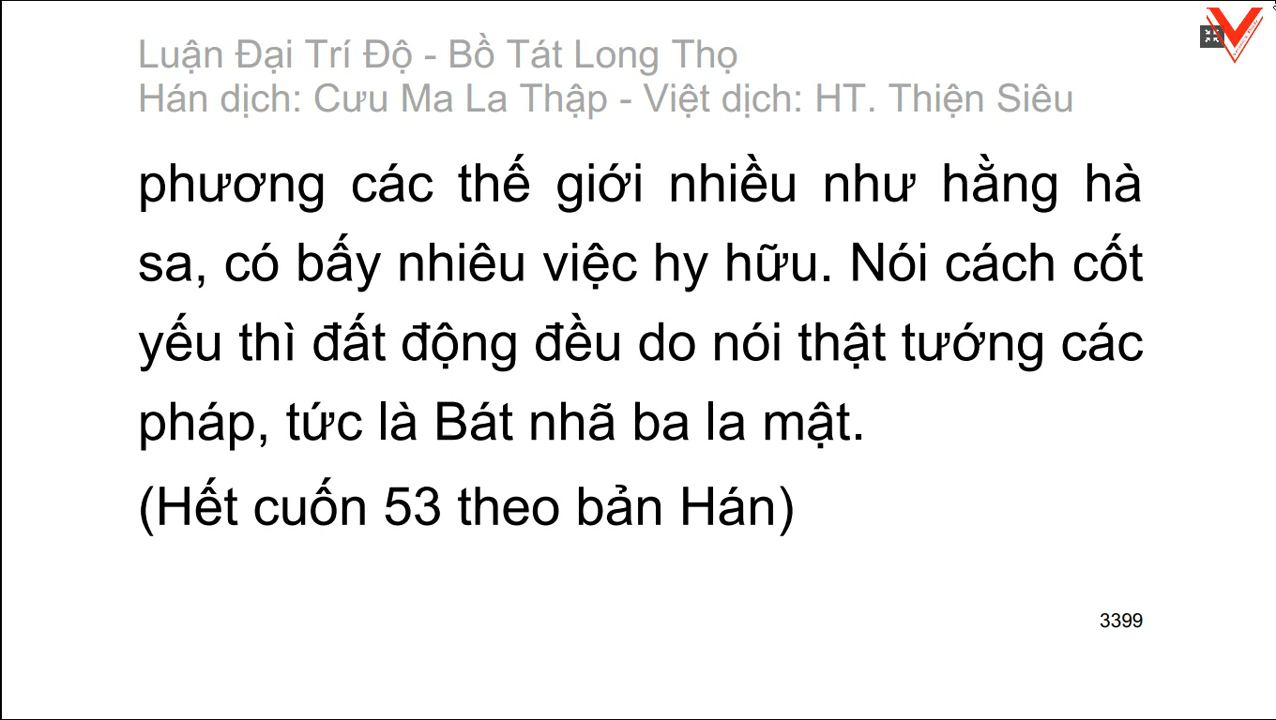 Luận Đại Trí Độ - Bồ Tát Long Thọ
Hán dịch: Cưu Ma La Thập - Việt dịch: HT. Thiện Siêu
phương các thế giới nhiều như hằng hà
sa, có bấy nhiêu việc hy hữu. Nói cách cốt
yếu thì đất động đều do nói thật tướng các
pháp, tức là Bát nhã ba la mật.
(Hết cuốn 53 theo bản Hán)
3399